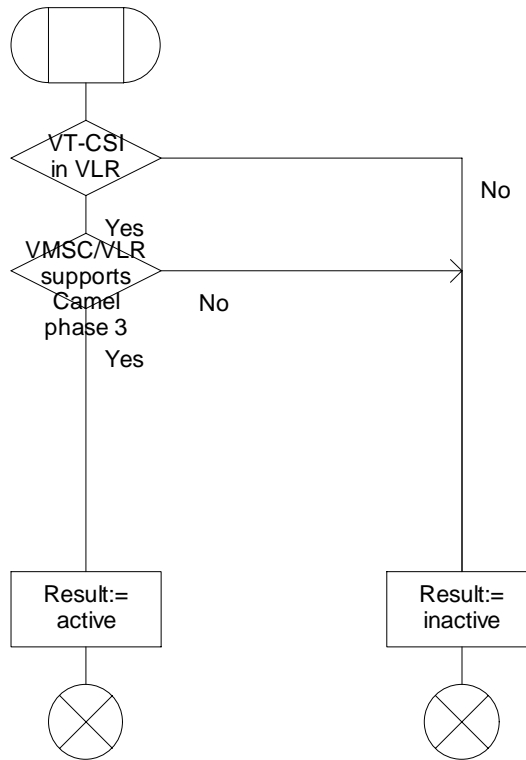 VT-CSI
in VLR
No
Yes
VMSC/VLR
supports
Camel
phase 3
No
Yes
Result:=
active
Result:=
inactive